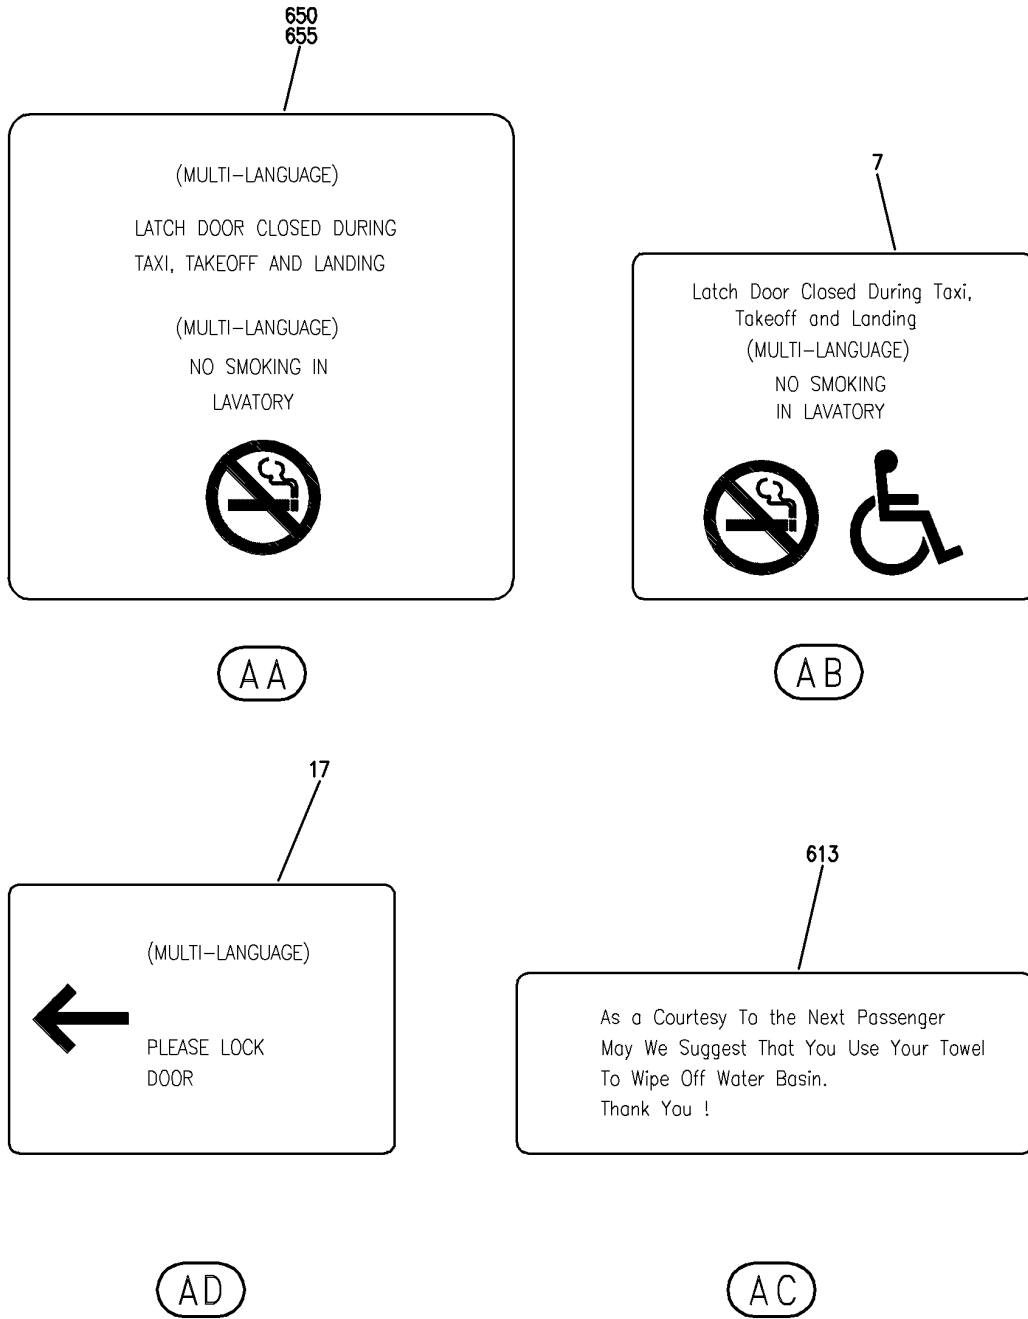 650
655
(MULTI-LANGUAGE)
LATCH DOOR CLOSED DURING
TAXI, TAKEOFF AND LANDING
(MULTI-LANGUAGE)
NO SMOKING IN
LAVATORY
AA
7
Latch Door Closed During Taxi,
Takeoff and Landing
(MULTI-LANGUAGE)
NO SMOKING
IN LAVATORY
AB
17
(MULTI-LANGUAGE)
PLEASE LOCK
DOOR
AD
613
As a Courtesy To the Next Passenger
May We Suggest That You Use Your Towel
To Wipe Off Water Basin.
Thank You !
AC